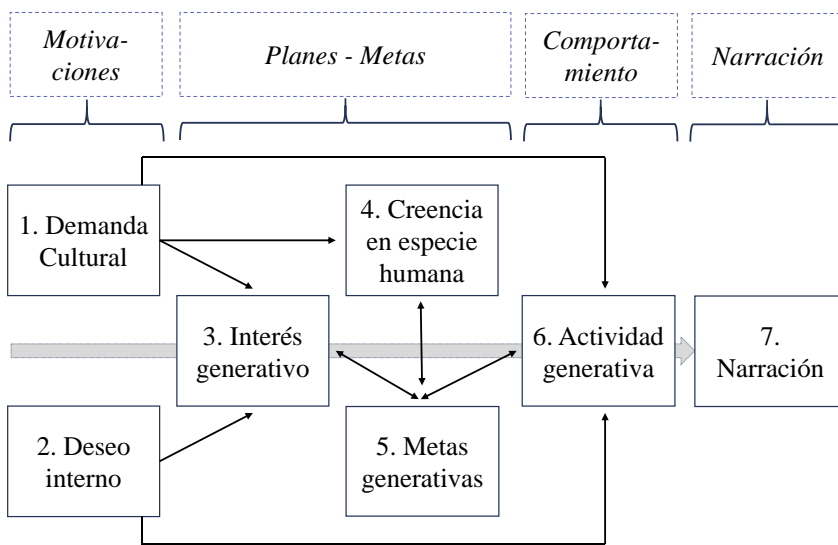 Motiva-
ciones
Planes - Metas
Comporta-
miento
Narración
1. Demanda
Cultural
4. Creencia
en especie
humana
3. Interés
generativo
6. Actividad
generativa
7.
Narración
2. Deseo
interno
5. Metas
generativas